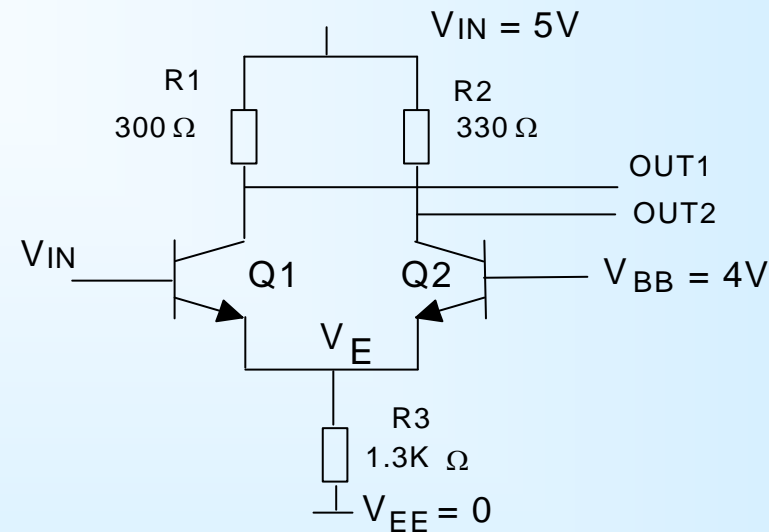 VIN = 5V
R1
R2
300 Ω
330 Ω
OUT1
OUT2
VIN
Q1
Q2
VBB = 4V
VE
R3
1.3K Ω
VEE = 0